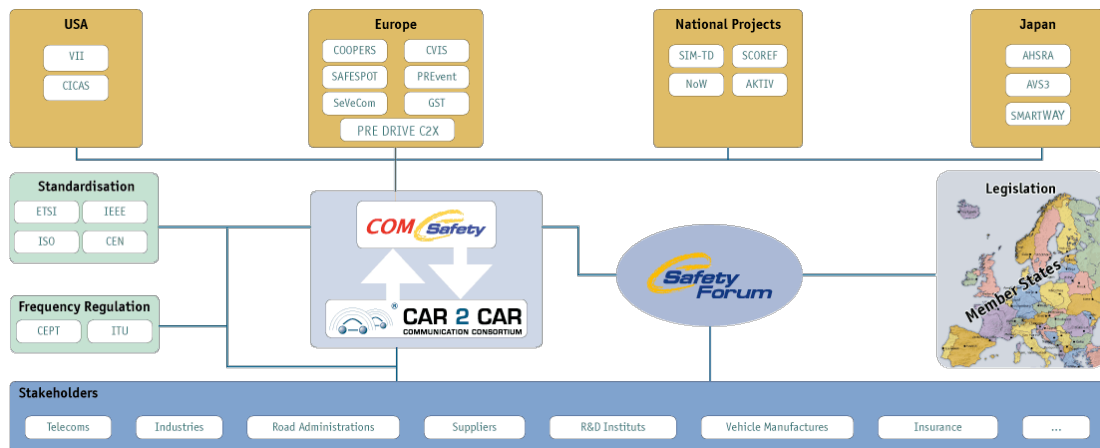 USA
VII
CICAS
Europe
COOPERS
CVIS
SAFESPOT
PREvent
SeVeCom
GST
PRE DRIVE C2X
National Projects
SIM-TD
SCOREF
NoW
AKTIV
Japan
AHSRA
AVS3
SMARTWAY
Standardisation
ETSI
IEEE
ISO
CEN
Frequency Regulation
CEPT
ITU
COM Safety
® CAR 2 CAR
COMMUNICATION CONSORTIUM
Safety
Forum
Legislation
Member States
Stakeholders
Telecoms
Industries
Road Administrations
Suppliers
R&D Instituts
Vehicle Manufactures
Insurance
...